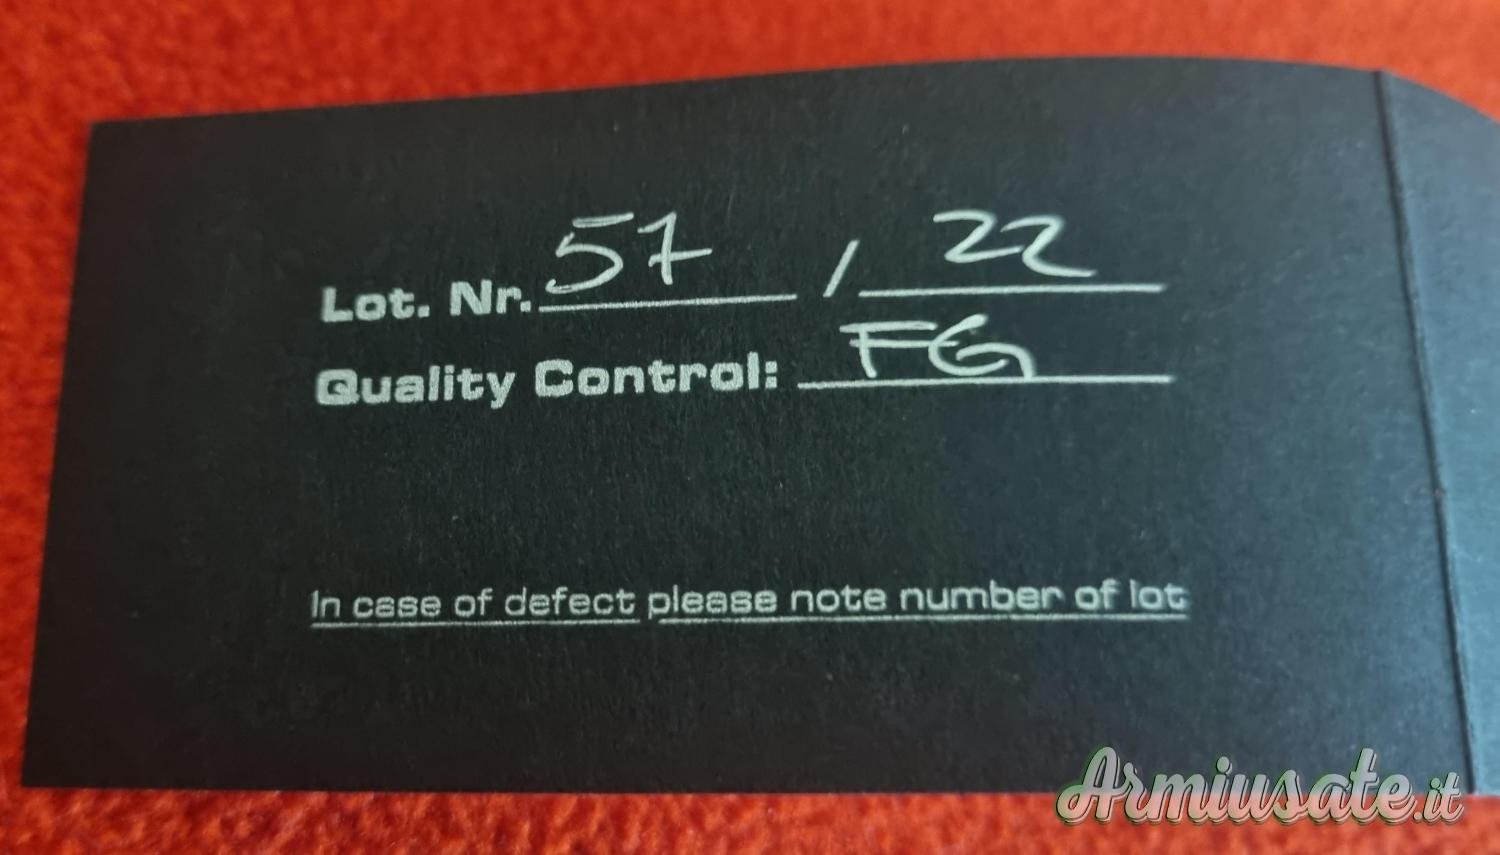 Lot. Nr. 57 / 22
Quality Control: FG
In case of defect please note number of lot
Armiusate.it